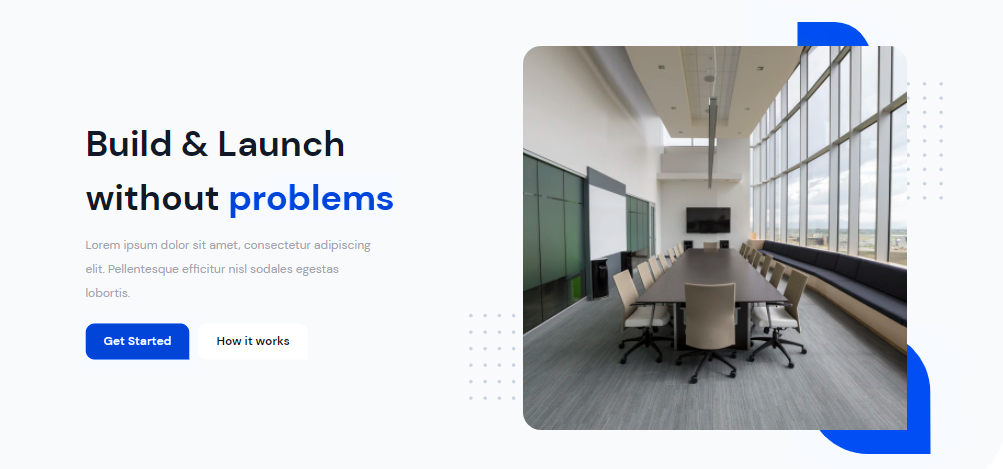 Build & Launch
without problems
Lorem ipsum dolor sit amet, consectetur adipiscing
elit. Pellentesque efficitur nisl sodales egestas
lobortis.
Get Started
How it works